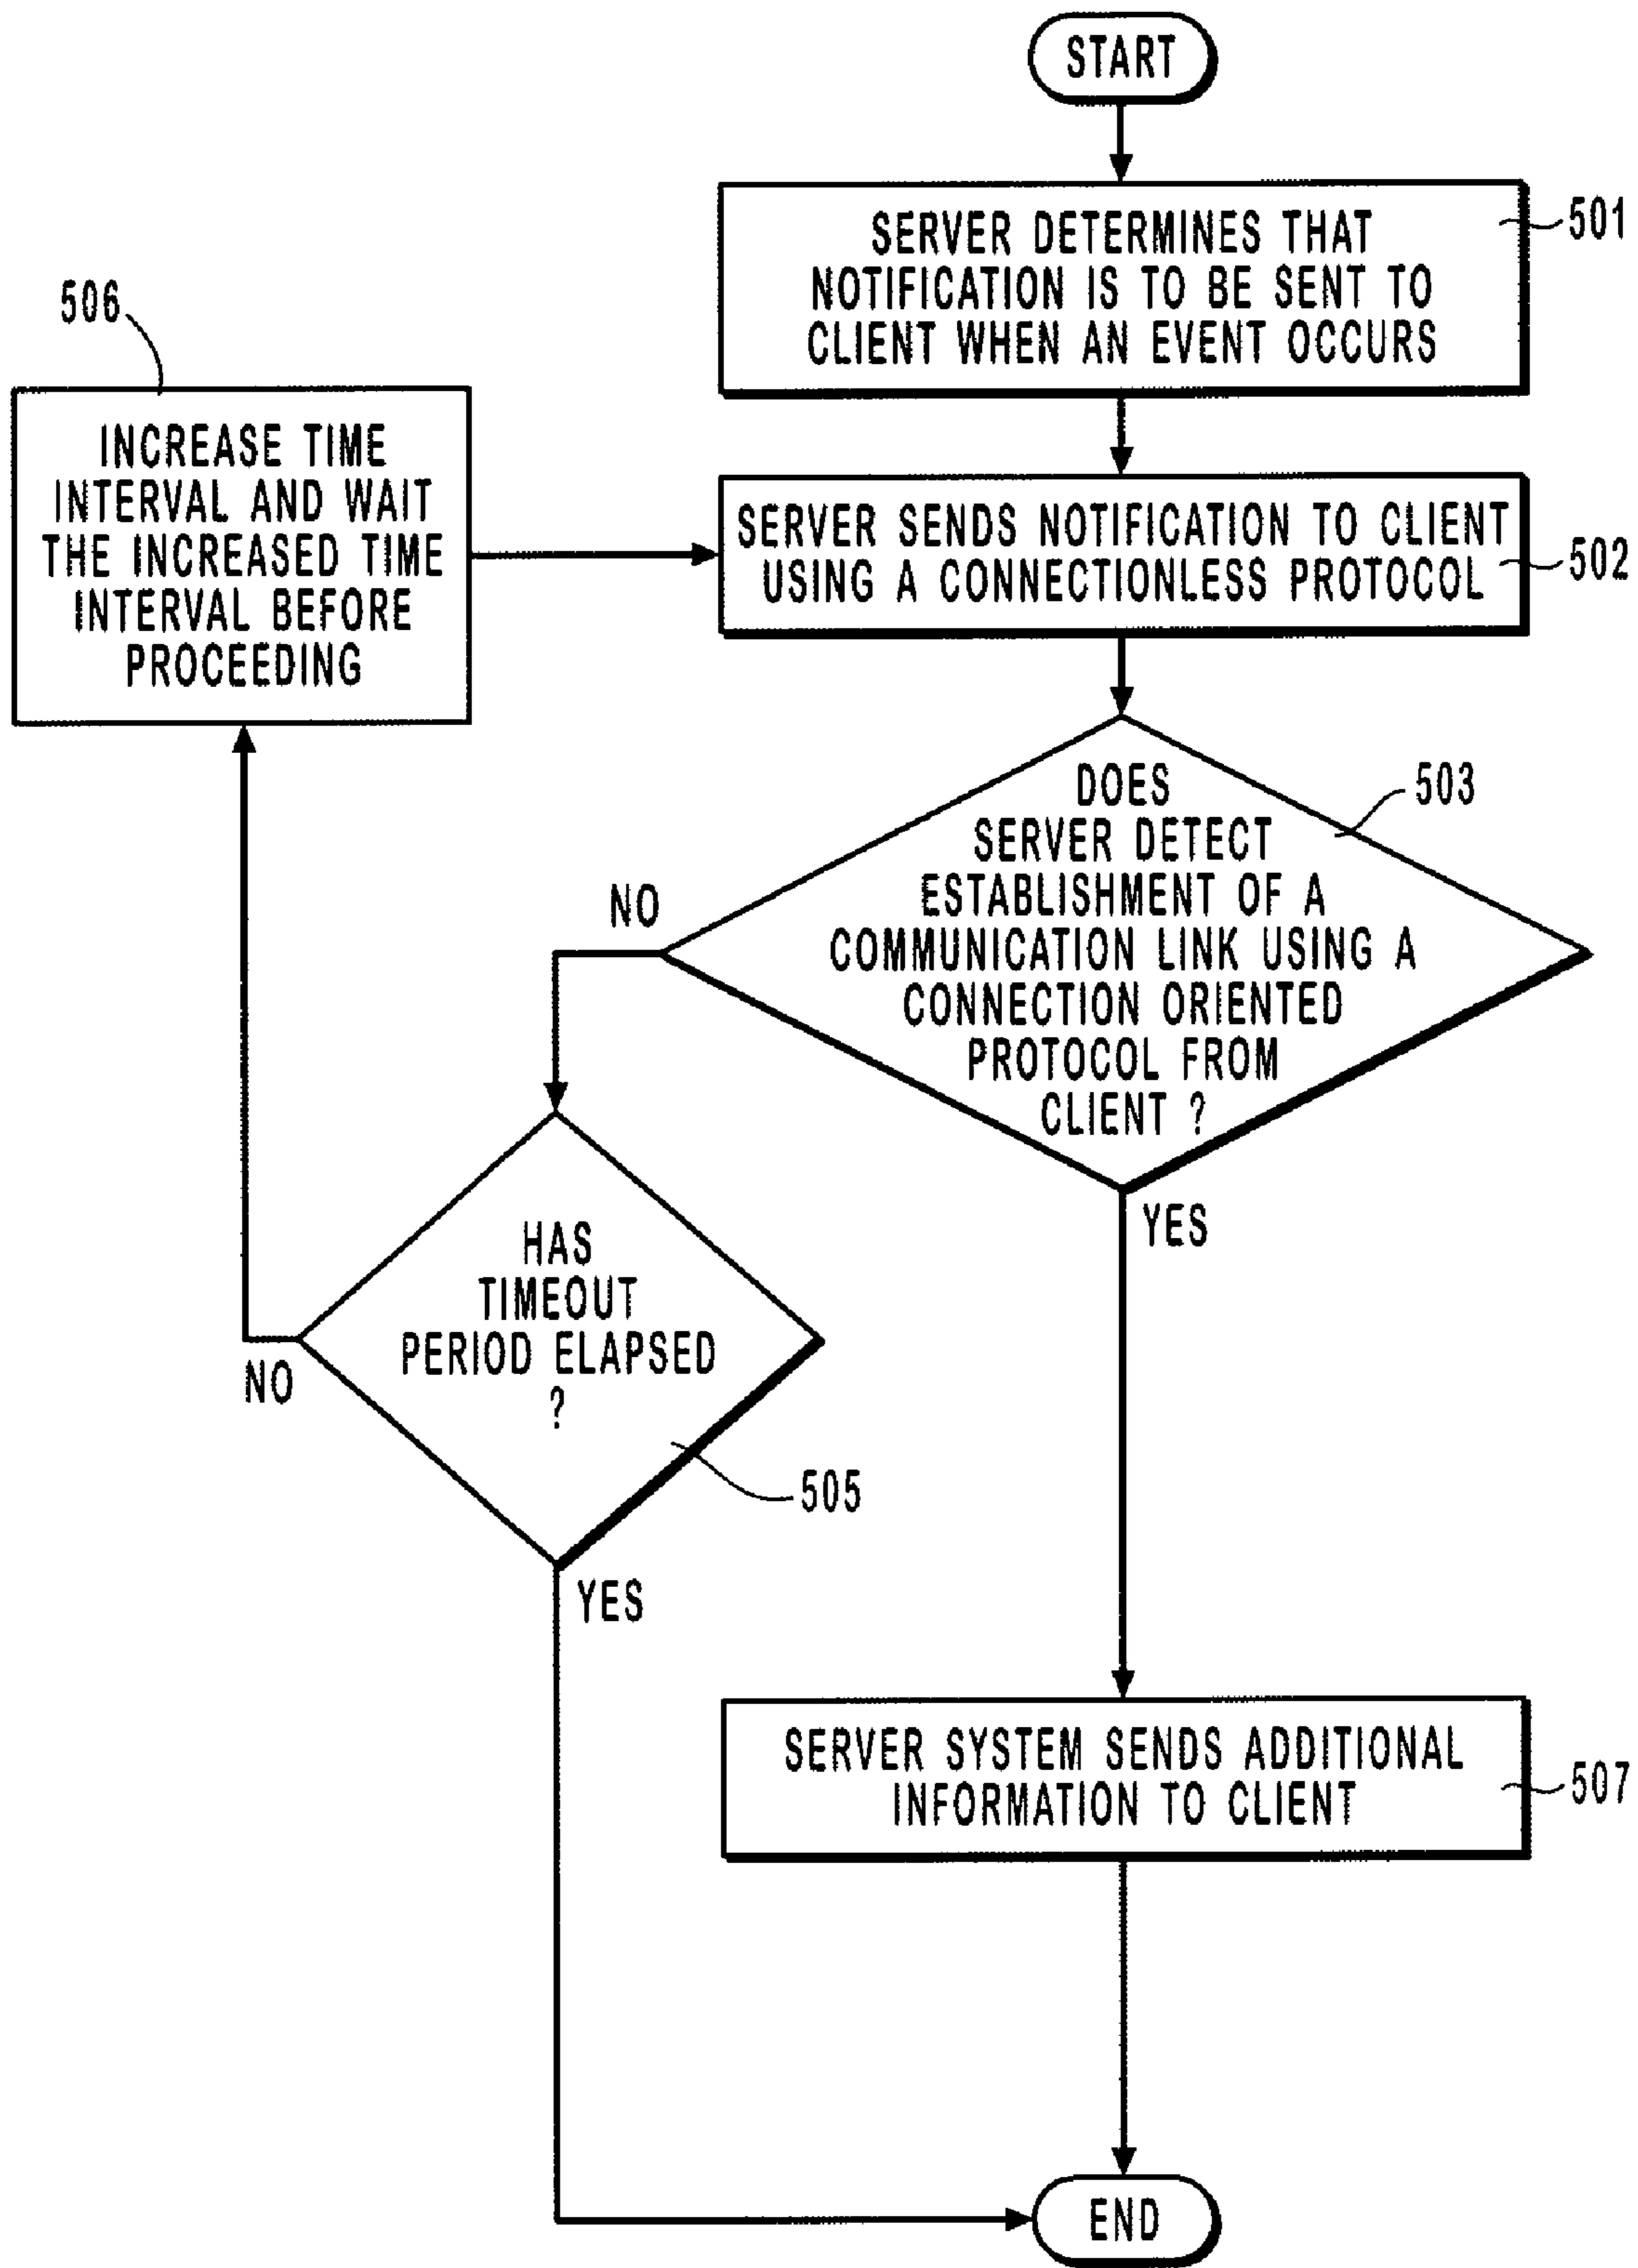 START
SERVER DETERMINES THAT
NOTIFICATION IS TO BE SENT TO
CLIENT WHEN AN EVENT OCCURS
501
506
INCREASE TIME
INTERVAL AND WAIT
THE INCREASED TIME
INTERVAL BEFORE
PROCEEDING
SERVER SENDS NOTIFICATION TO CLIENT
USING A CONNECTIONLESS PROTOCOL
502
DOES
SERVER DETECT
ESTABLISHMENT OF A
COMMUNICATION LINK USING A
CONNECTION ORIENTED
PROTOCOL FROM
CLIENT ?
503
NO
YES
HAS
TIMEOUT
PERIOD ELAPSED
?
NO
505
YES
SERVER SYSTEM SENDS ADDITIONAL
INFORMATION TO CLIENT
507
END